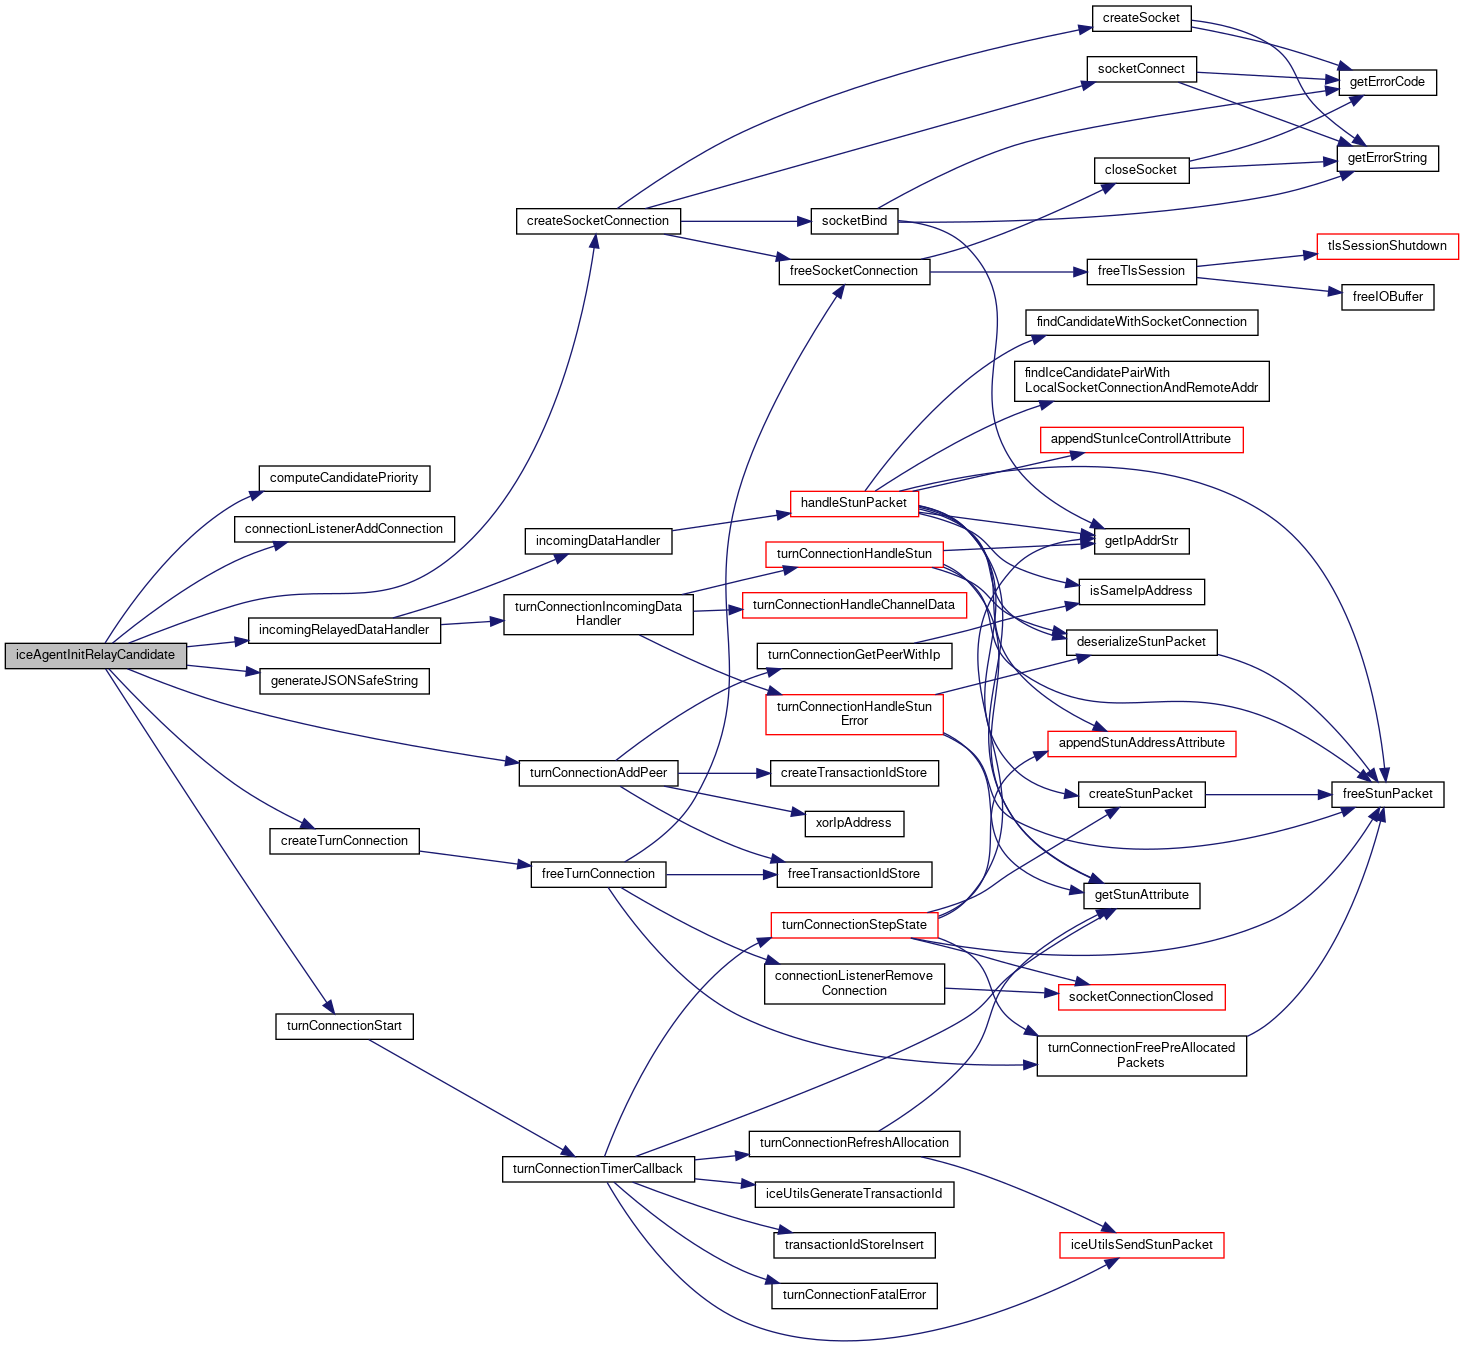 createSocket
socketConnect
getErrorCode
getErrorString
closeSocket
createSocketConnection
socketBind
tlsSessionShutdown
freeSocketConnection
freeTlsSession
freeIOBuffer
findCandidateWithSocketConnection
findIceCandidatePairWith
LocalSocketConnectionAndRemoteAddr
appendStunIceControllAttribute
computeCandidatePriority
handleStunPacket
connectionListenerAddConnection
incomingDataHandler
getIpAddrStr
turnConnectionHandleStun
isSameIpAddress
turnConnectionIncomingData
Handler
turnConnectionHandleChannelData
incomingRelayedDataHandler
deserializeStunPacket
iceAgentInitRelayCandidate
turnConnectionGetPeerWithIp
generateJSONSafeString
turnConnectionHandleStun
Error
appendStunAddressAttribute
turnConnectionAddPeer
createTransactionIdStore
createStunPacket
freeStunPacket
xorIpAddress
createTurnConnection
freeTurnConnection
freeTransactionIdStore
getStunAttribute
turnConnectionStepState
connectionListenerRemove
Connection
socketConnectionClosed
turnConnectionStart
turnConnectionFreePreAllocated
Packets
turnConnectionRefreshAllocation
turnConnectionTimerCallback
iceUtilsGenerateTransactionId
transactionIdStoreInsert
iceUtilsSendStunPacket
turnConnectionFatalError